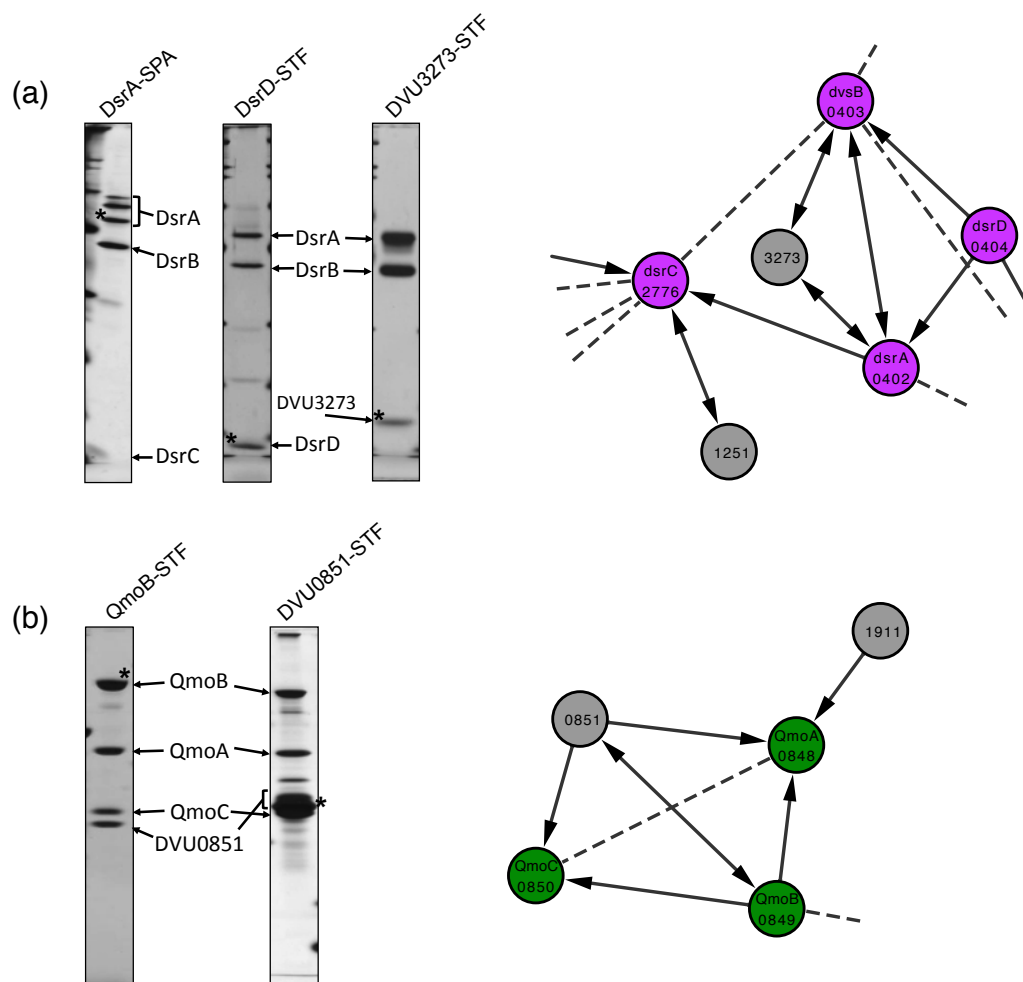 (a)
DsrA-SPA
DsrD-STF
DVU3273-STF
*
DsrA
DsrB
DsrC
DsrA
DsrB
DVU3273
*
DsrD
*
dvsB
0403
dsrD
0404
3273
dsrC
2776
dsrA
0402
1251
(b)
QmoB-STF
DVU0851-STF
*
QmoB
QmoA
QmoC
DVU0851
*
1911
0851
QmoA
0848
QmoC
0850
QmoB
0849